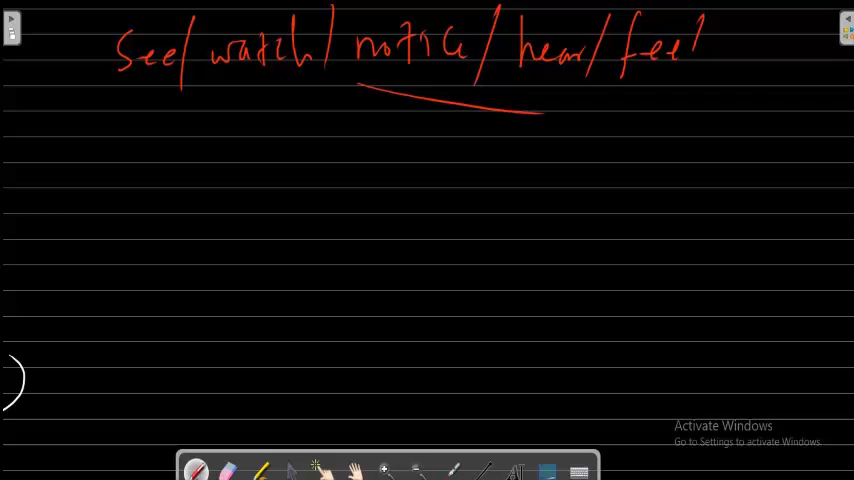 see/ watch/ notice/ hear/ feel
Activate Windows
Go to Settings to activate Windows.